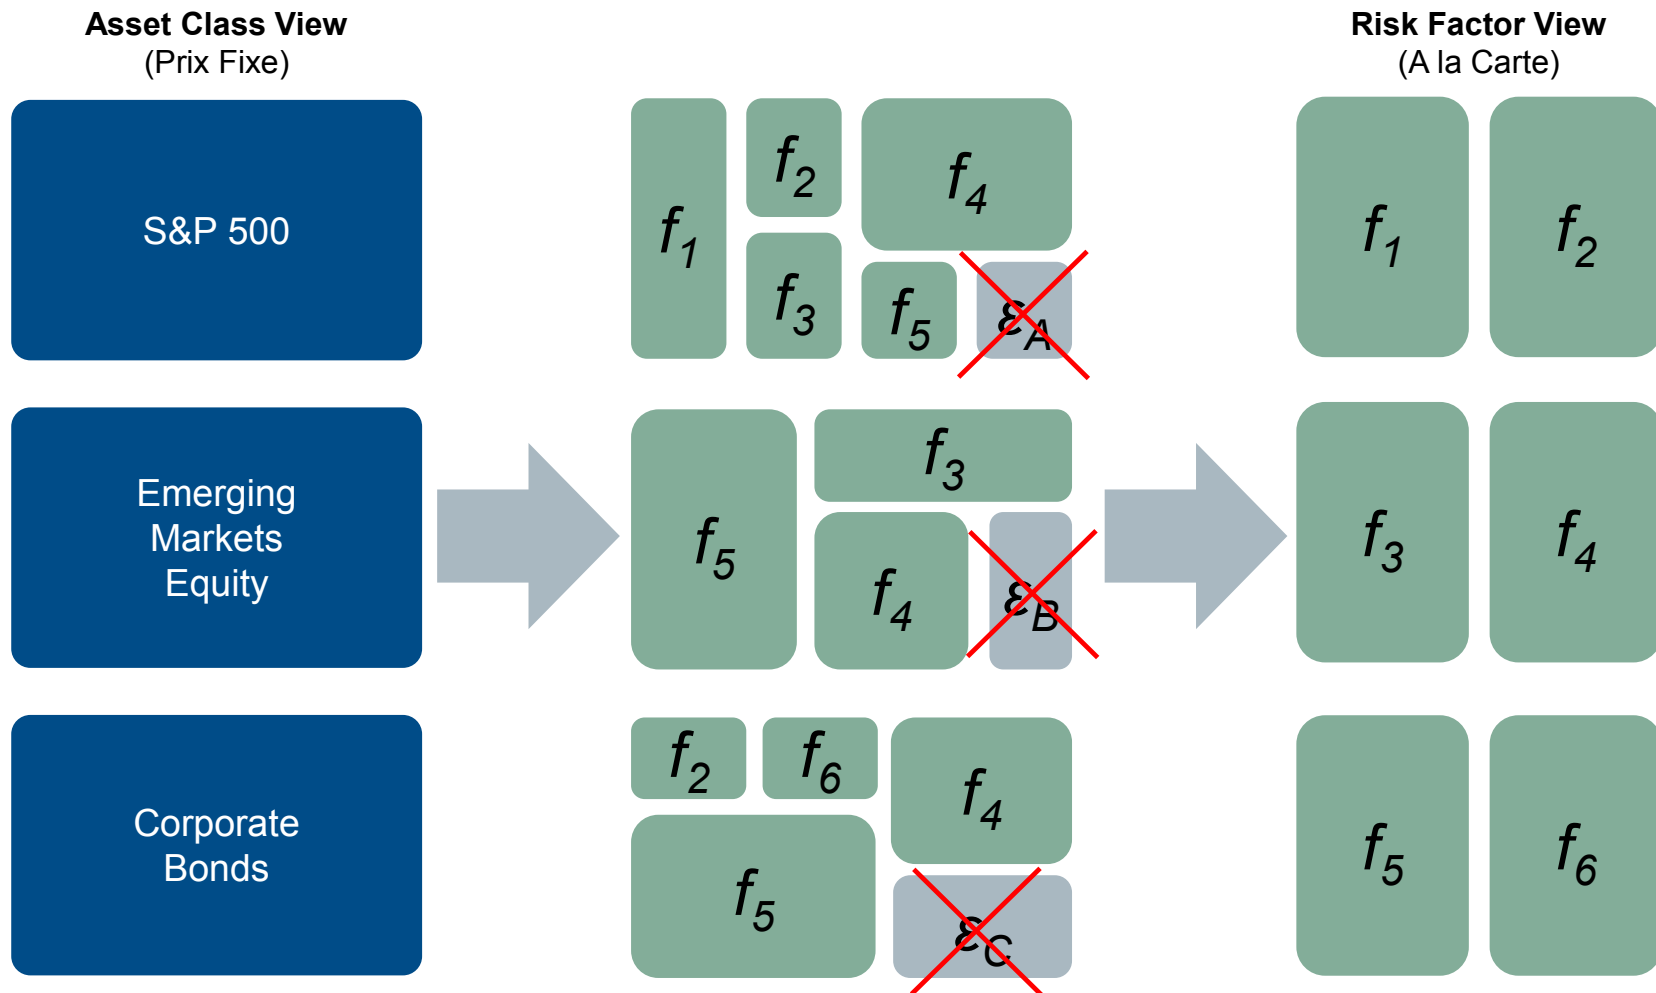 Asset Class View
(Prix Fixe)
Risk Factor View
(A la Carte)
S&P 500
f1
f2
f3
f4
f5
εA
f1
f2
Emerging
Markets
Equity
f5
f3
f4
εB
f3
f4
Corporate
Bonds
f2
f6
f4
f5
εC
f5
f6